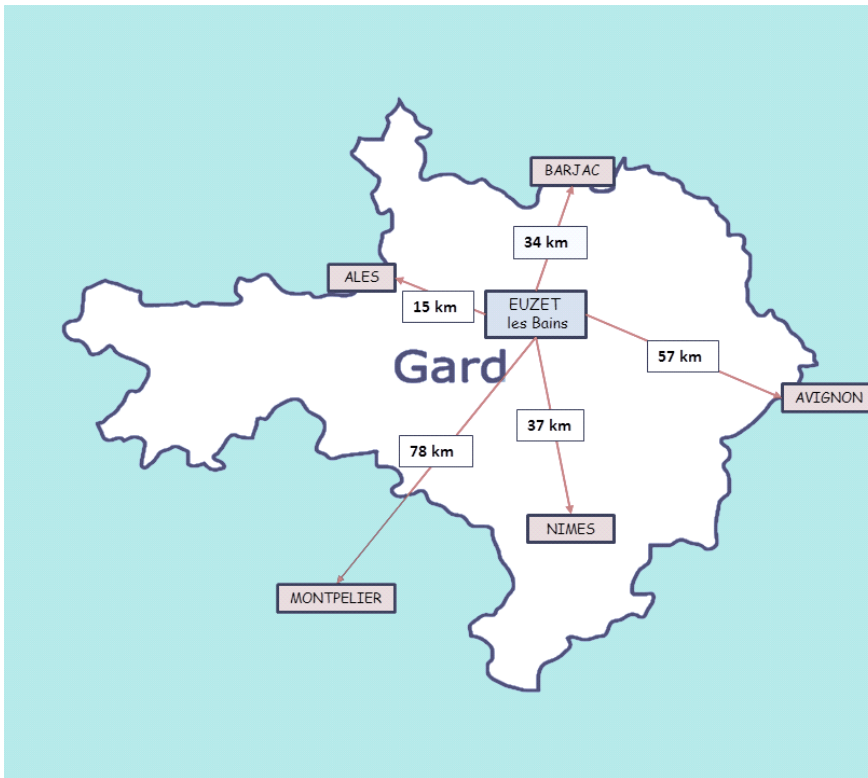 BARJAC
34 km
ALES
15 km
EUZET
les Bains
57 km
Gard
AVIGNON
37 km
78 km
NIMES
MONTPELIER